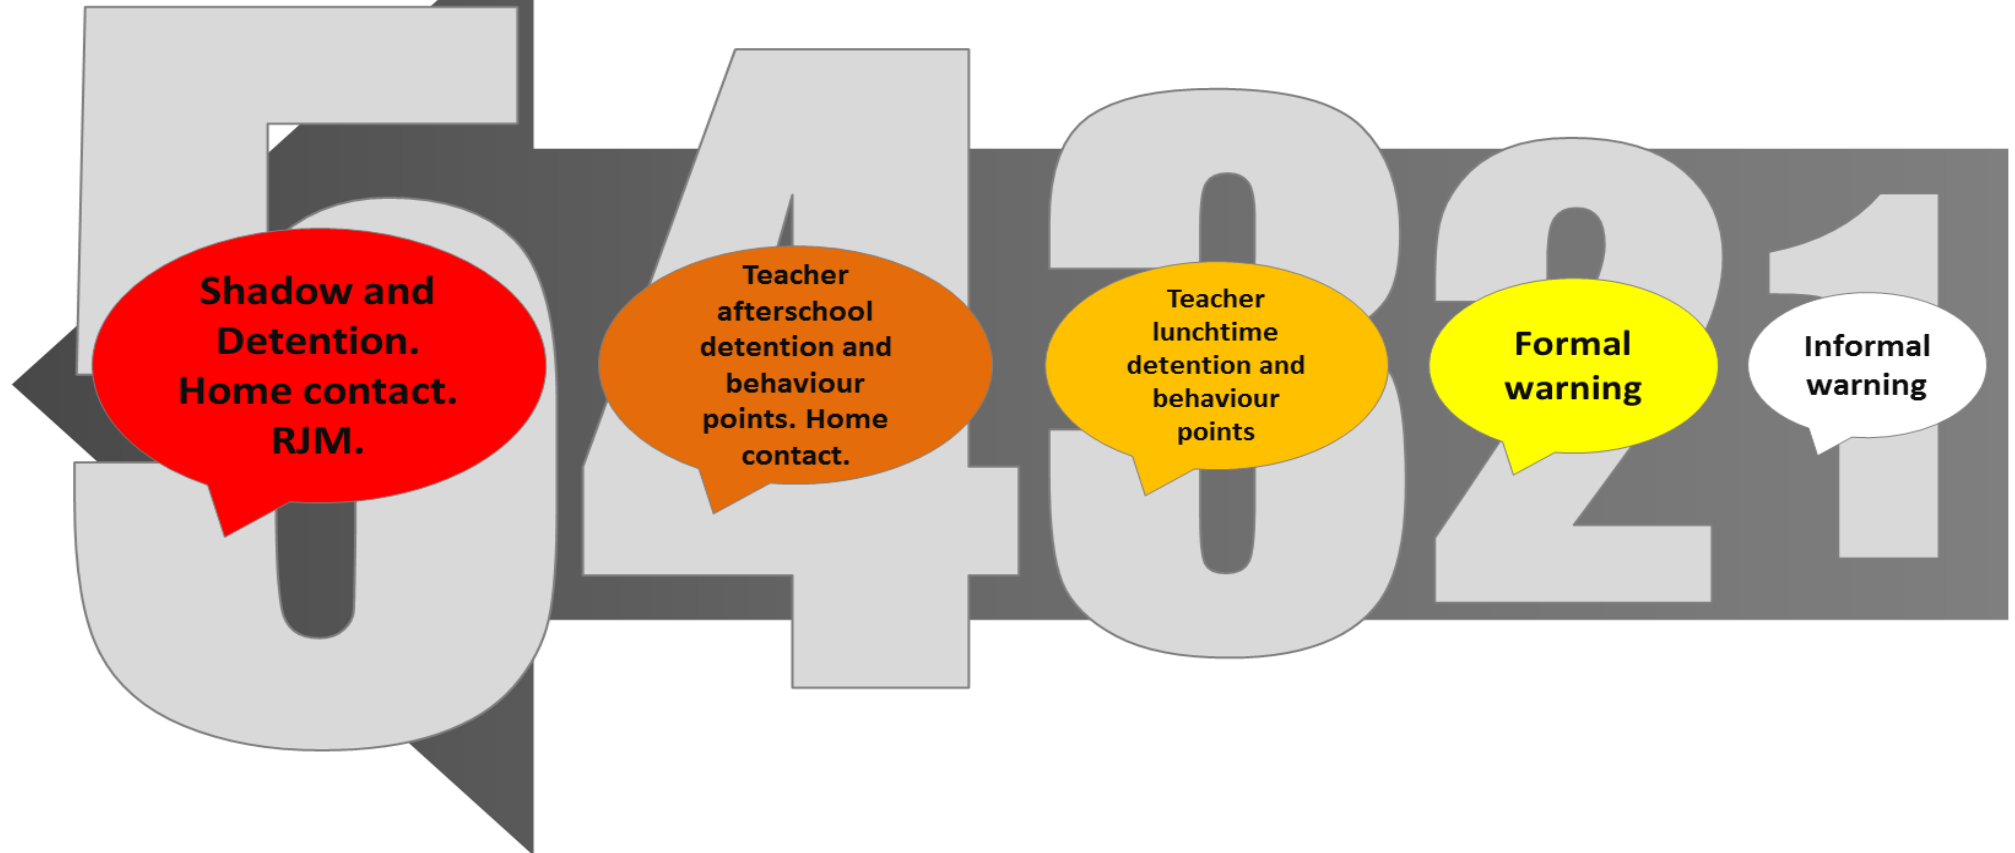 5
Shadow and
Detention.
Home contact.
RJM.
4
Teacher
afterschool
detention and
behaviour
points. Home
contact.
3
Teacher
lunchtime
detention and
behaviour
points
2
Formal
warning
1
Informal
warning